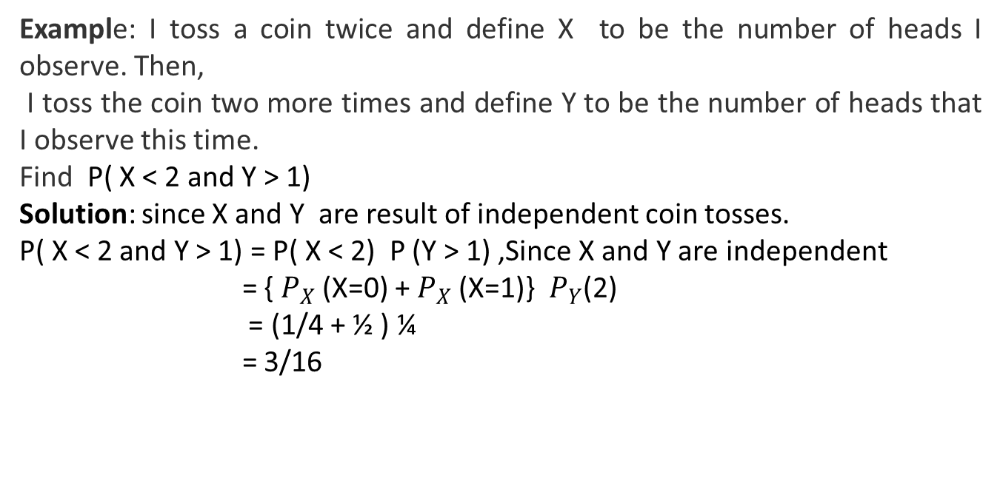 Example: I toss a coin twice and define X to be the number of heads I
observe. Then,
I toss the coin two more times and define Y to be the number of heads that
I observe this time.
Find P( X < 2 and Y > 1)
Solution: since X and Y are result of independent coin tosses.
P( X < 2 and Y > 1) = P( X < 2) P (Y > 1) ,Since X and Y are independent
= { P_X (X=0) + P_X (X=1)} P_Y(2)
= (1/4 + ½ ) ¼
= 3/16